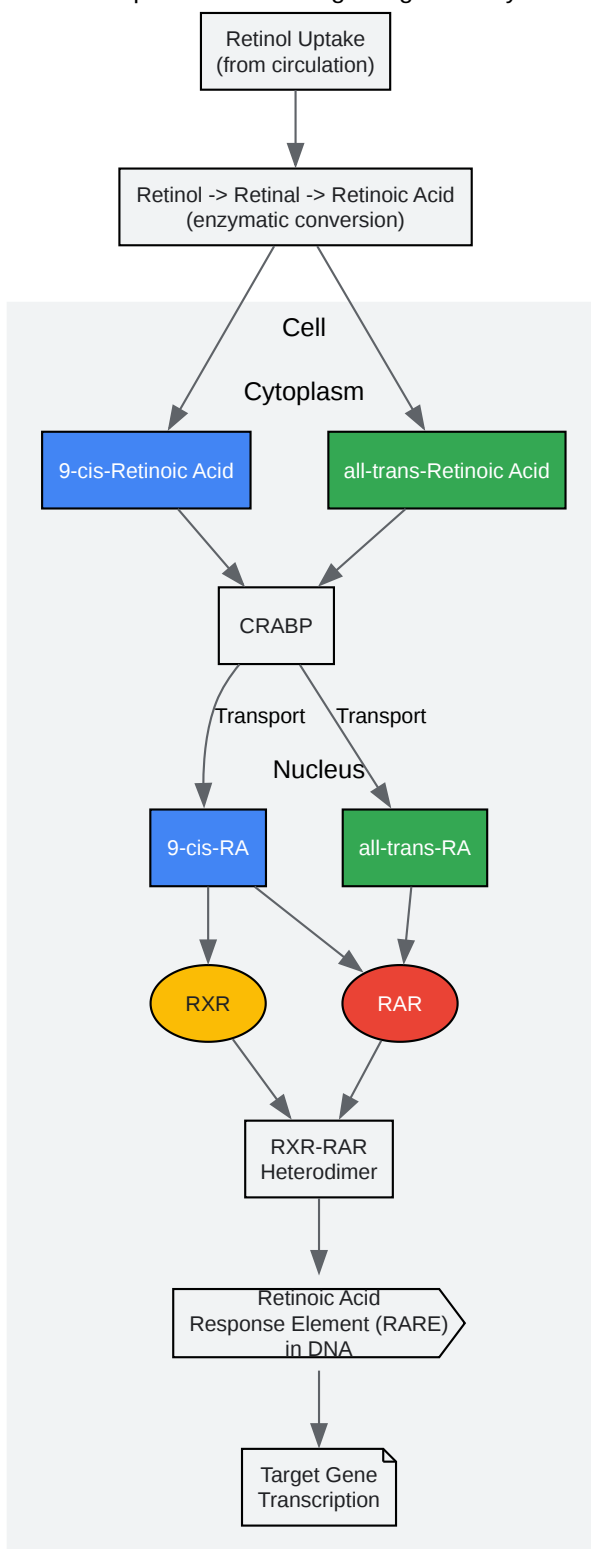 Retinol Uptake
(from circulation)
Retinol -> Retinal -> Retinoic Acid
(enzymatic conversion)
Cell
Cytoplasm
9-cis-Retinoic Acid
all-trans-Retinoic Acid
CRABP
Transport
Transport
Nucleus
9-cis-RA
all-trans-RA
RXR
RAR
RXR-RAR
Heterodimer
Retinoic Acid
Response Element (RARE)
in DNA
Target Gene
Transcription